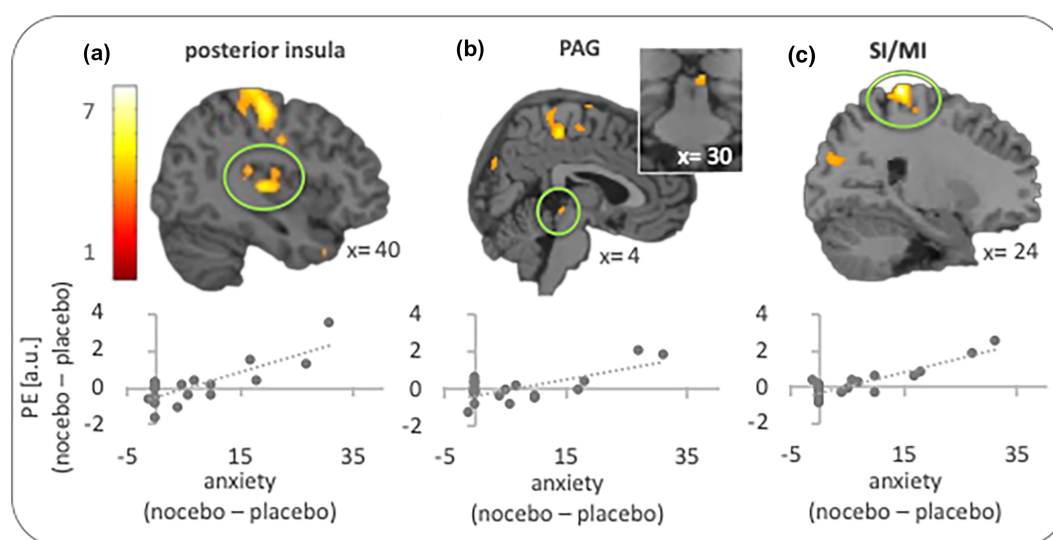 (a) posterior insula
7
1
x= 40
(b) PAG
x= 30
x= 4
(c) SI/MI
x= 24
PE [a.u.]
(nocebo – placebo)
4
2
0
-2
-5 15 35
anxiety
(nocebo – placebo)
4
2
0
-2
-5 15 35
anxiety
(nocebo – placebo)
4
2
0
-2
-5 15 35
anxiety
(nocebo – placebo)